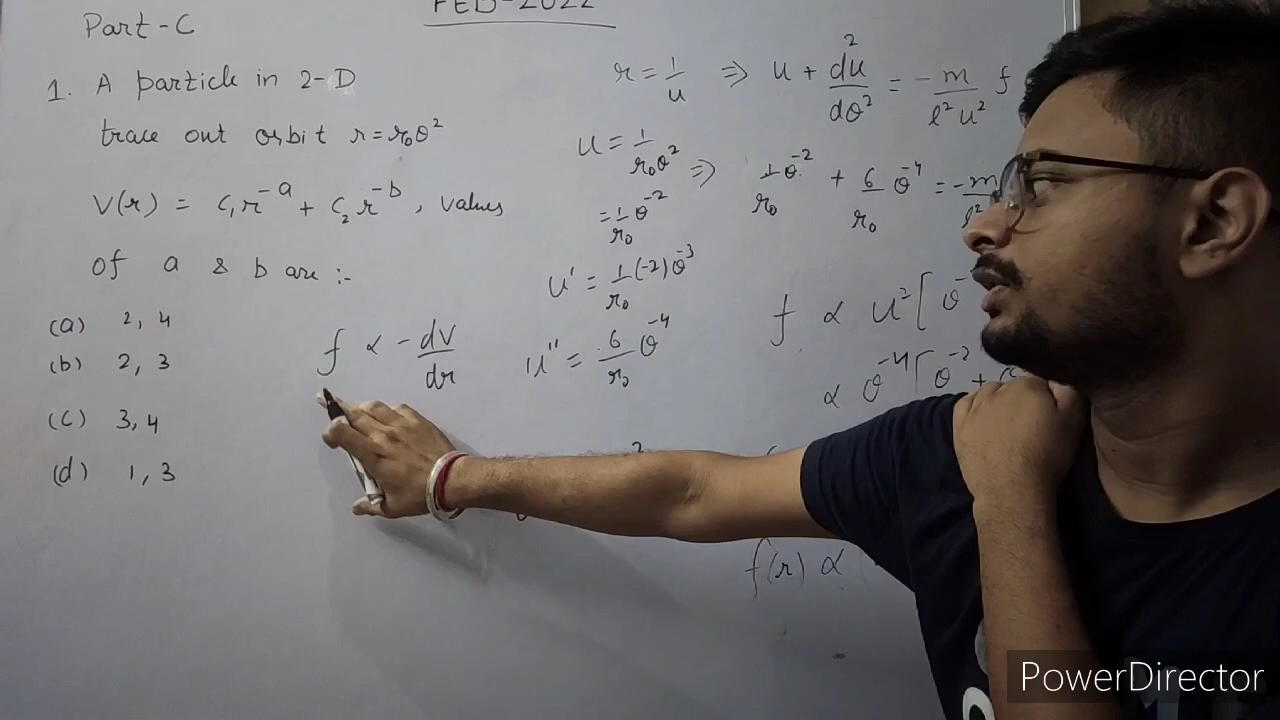 FEB-2022
Part-C
1. A particle in 2-D
trace out orbit r = r₀θ²
V(r) = C₁r⁻ᵃ + C₂r⁻ᵇ, values
of a & b are :-
(a) 2, 4
(b) 2, 3
(c) 3, 4
(d) 1, 3
f ∝ - dV/dr
r = 1/u ⇒ u + d²u/dθ² = - m/l²u² f
u = 1/r₀θ²
= 1/r₀ θ⁻²
u' = 1/r₀ (-2)θ⁻³
u'' = 6/r₀ θ⁻⁴
⇒ 1/r₀ θ⁻² + 6/r₀ θ⁻⁴ = -m
f ∝ u² [θ⁻
∝ θ⁻⁴ [θ⁻² +
f(r) ∝
PowerDirector